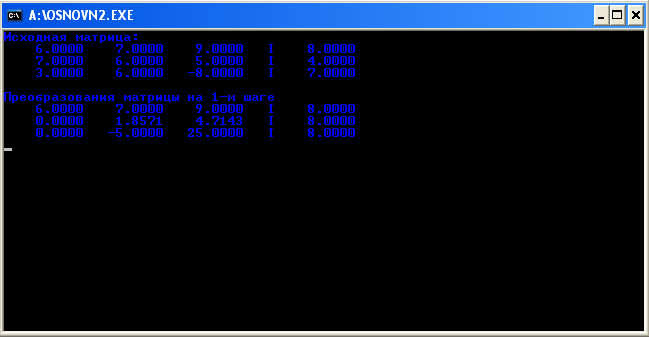 A:\OSNOVN2.EXE
Исходная матрица:
6.0000 7.0000 9.0000 [ 8.0000
7.0000 6.0000 5.0000 [ 4.0000
3.0000 6.0000 -8.0000 [ 7.0000
Преобразования матрицы на 1-м шаге
6.0000 7.0000 9.0000 [ 8.0000
0.0000 1.8571 4.7143 [ 8.0000
0.0000 -5.0000 25.0000 [ 8.0000